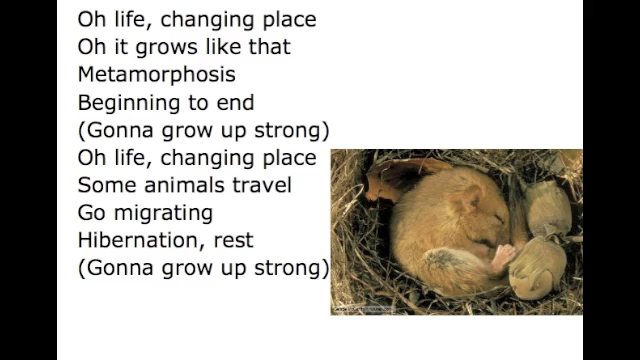 Oh life, changing place
Oh it grows like that
Metamorphosis
Beginning to end
(Gonna grow up strong)
Oh life, changing place
Some animals travel
Go migrating
Hibernation, rest
(Gonna grow up strong)